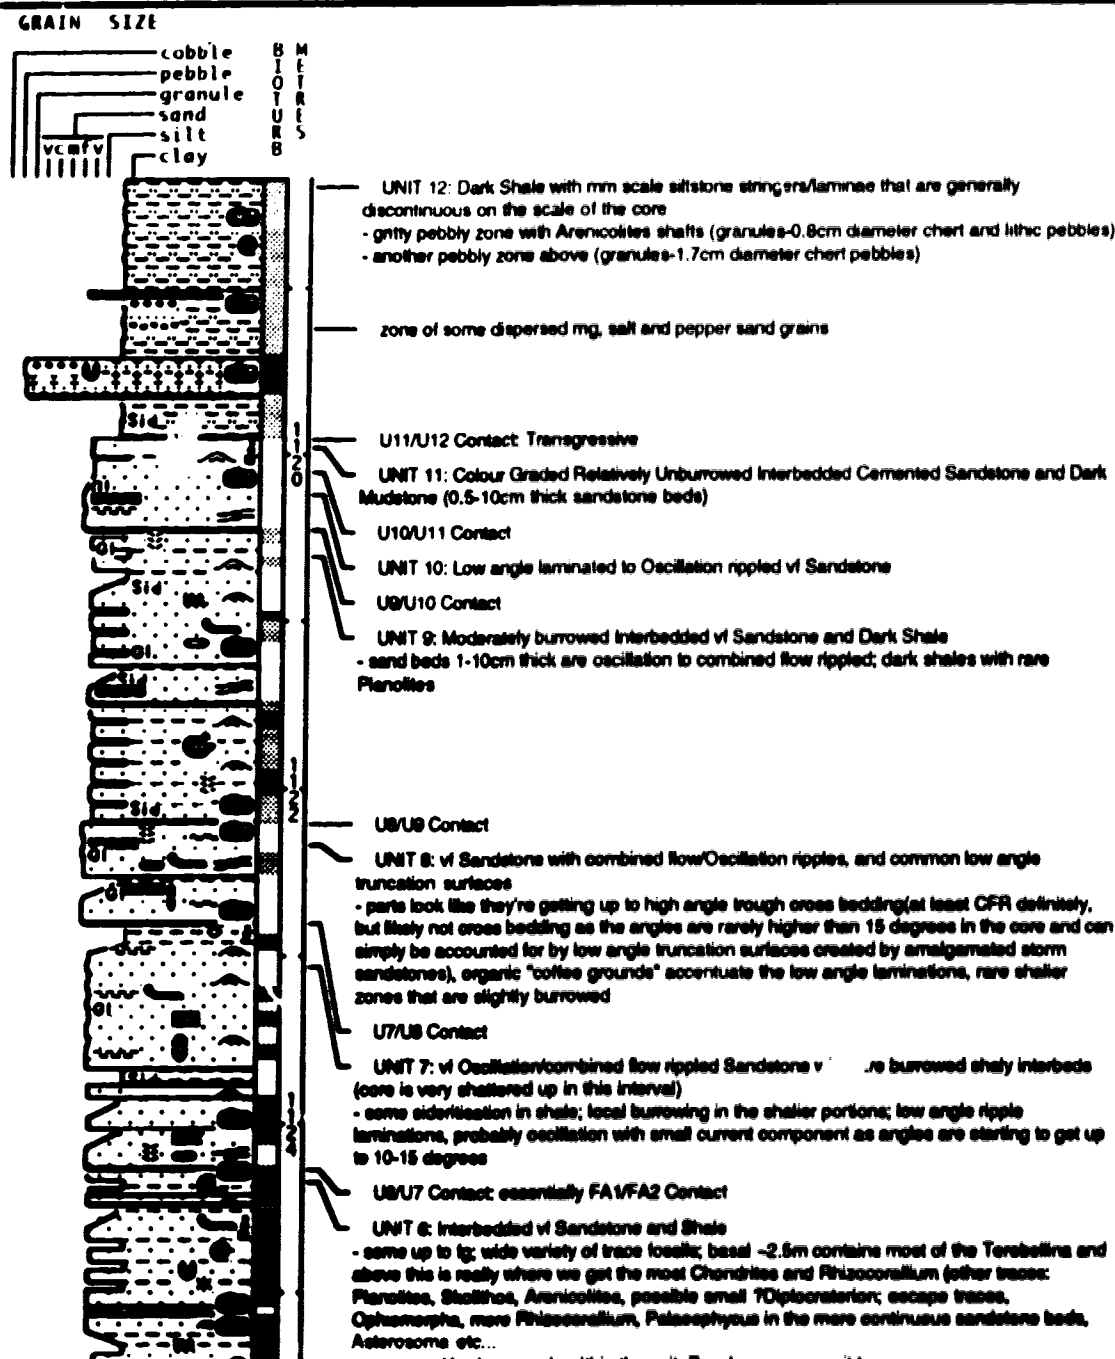 GRAIN SIZE
cobble
pebble
granule
sand
silt
vcmfv
clay
BIOTURB
METRES
UNIT 12: Dark Shale with mm scale siltstone stringers/laminae that are generally
discontinuous on the scale of the core
- gritty pebbly zone with Arenicolites shafts (granules-0.8cm diameter chert and lithic pebbles)
- another pebbly zone above (granules-1.7cm diameter chert pebbles)
zone of some dispersed mg, salt and pepper sand grains
Sid
1120
U11/U12 Contact: Transgressive
UNIT 11: Colour Graded Relatively Unburrowed Interbedded Cemented Sandstone and Dark
Mudstone (0.5-10cm thick sandstone beds)
Gl
U10/U11 Contact
Gl
UNIT 10: Low angle laminated to Oscillation rippled vf Sandstone
Sid
U9/U10 Contact
UNIT 9: Moderately burrowed Interbedded vf Sandstone and Dark Shale
- sand beds 1-10cm thick are oscillation to combined flow rippled; dark shales with rare
Planolites
Gl
Sid
1122
Sid
U8/U9 Contact
Gl
UNIT 8: vf Sandstone with combined flow/Oscillation ripples, and common low angle
truncation surfaces
Gl
- parts look like they're getting up to high angle trough cross bedding(at least CFR definitely,
but likely not cross bedding as the angles are rarely higher than 15 degrees in the core and can
simply be accounted for by low angle truncation surfaces created by amalgamated storm
sandstones), organic "coffee grounds" accentuate the low angle laminations, rare shalier
zones that are slightly burrowed
Gl
U7/U8 Contact
UNIT 7: vf Oscillation/combined flow rippled Sandstone burrowed shaly interbeds
(core is very shattered up in this interval)
Sid
- some sideritisation in shale; local burrowing in the shalier portions; low angle ripple
laminations, probably oscillation with small current component as angles are starting to get up
to 10-15 degrees
1124
U6/U7 Contact: essentially FA1/FA2 Contact
UNIT 6: Interbedded vf Sandstone and Shale
- some up to fg; wide variety of trace fossils; basal ~2.5m contains most of the Terebellina and
above this is really where we get the most Chondrites and Rhizocorallium (other traces:
Planolites, Skolithos, Arenicolites, possible small ?Diplocraterion; escape traces,
Ophiomorpha, more Rhizocorallium, Palaeophycus in the more continuous sandstone beds,
Asterosoma etc...